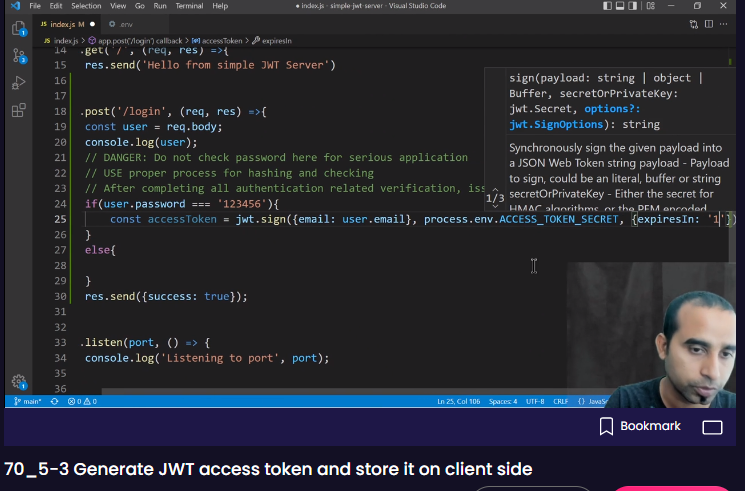 File Edit Selection View Go Run Terminal Help
● index.js - simple-jwt-server - Visual Studio Code
JS index.js M ●
.env
JS index.js > app.post('/login') callback > accessToken > expiresIn
14 .get('/', (req, res) =>{
15 res.send('Hello from simple JWT Server')
16
17
18 .post('/login', (req, res) =>{
19 const user = req.body;
20 console.log(user);
21 // DANGER: Do not check password here for serious application
22 // USE proper process for hashing and checking
23 // After completing all authentication related verification, iss
24 if(user.password === '123456'){
25 const accessToken = jwt.sign({email: user.email}, process.env.ACCESS_TOKEN_SECRET, {expiresIn: '1'})
26 }
27 else{
28
29 }
30 res.send({success: true});
31
32
33 .listen(port, () => {
34 console.log('Listening to port', port);
35
36
sign(payload: string | object |
Buffer, secretOrPrivateKey:
jwt.Secret, options?:
jwt.SignOptions): string
Synchronously sign the given payload into
a JSON Web Token string payload - Payload
to sign, could be an literal, buffer or string
1/3
secretOrPrivateKey - Either the secret for
HMAC algorithms, or the PEM encoded
main*
0 0
Ln 25, Col 106 Spaces: 4 UTF-8 CRLF {} JavaSc
Bookmark
70_5-3 Generate JWT access token and store it on client side